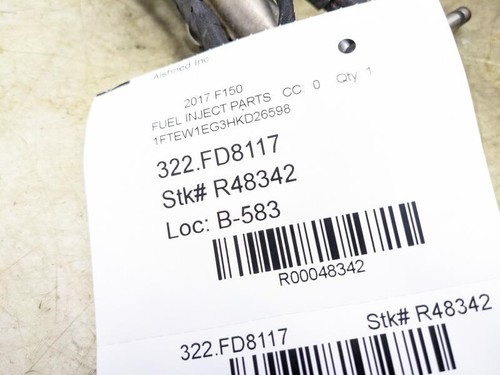 Alshned Inc
2017 F150
FUEL INJECT PARTS CC: 0 Qty: 1
1FTEW1EG3HKD26598
322.FD8117
Stk# R48342
Loc: B-583
R00048342
322.FD8117 Stk# R48342